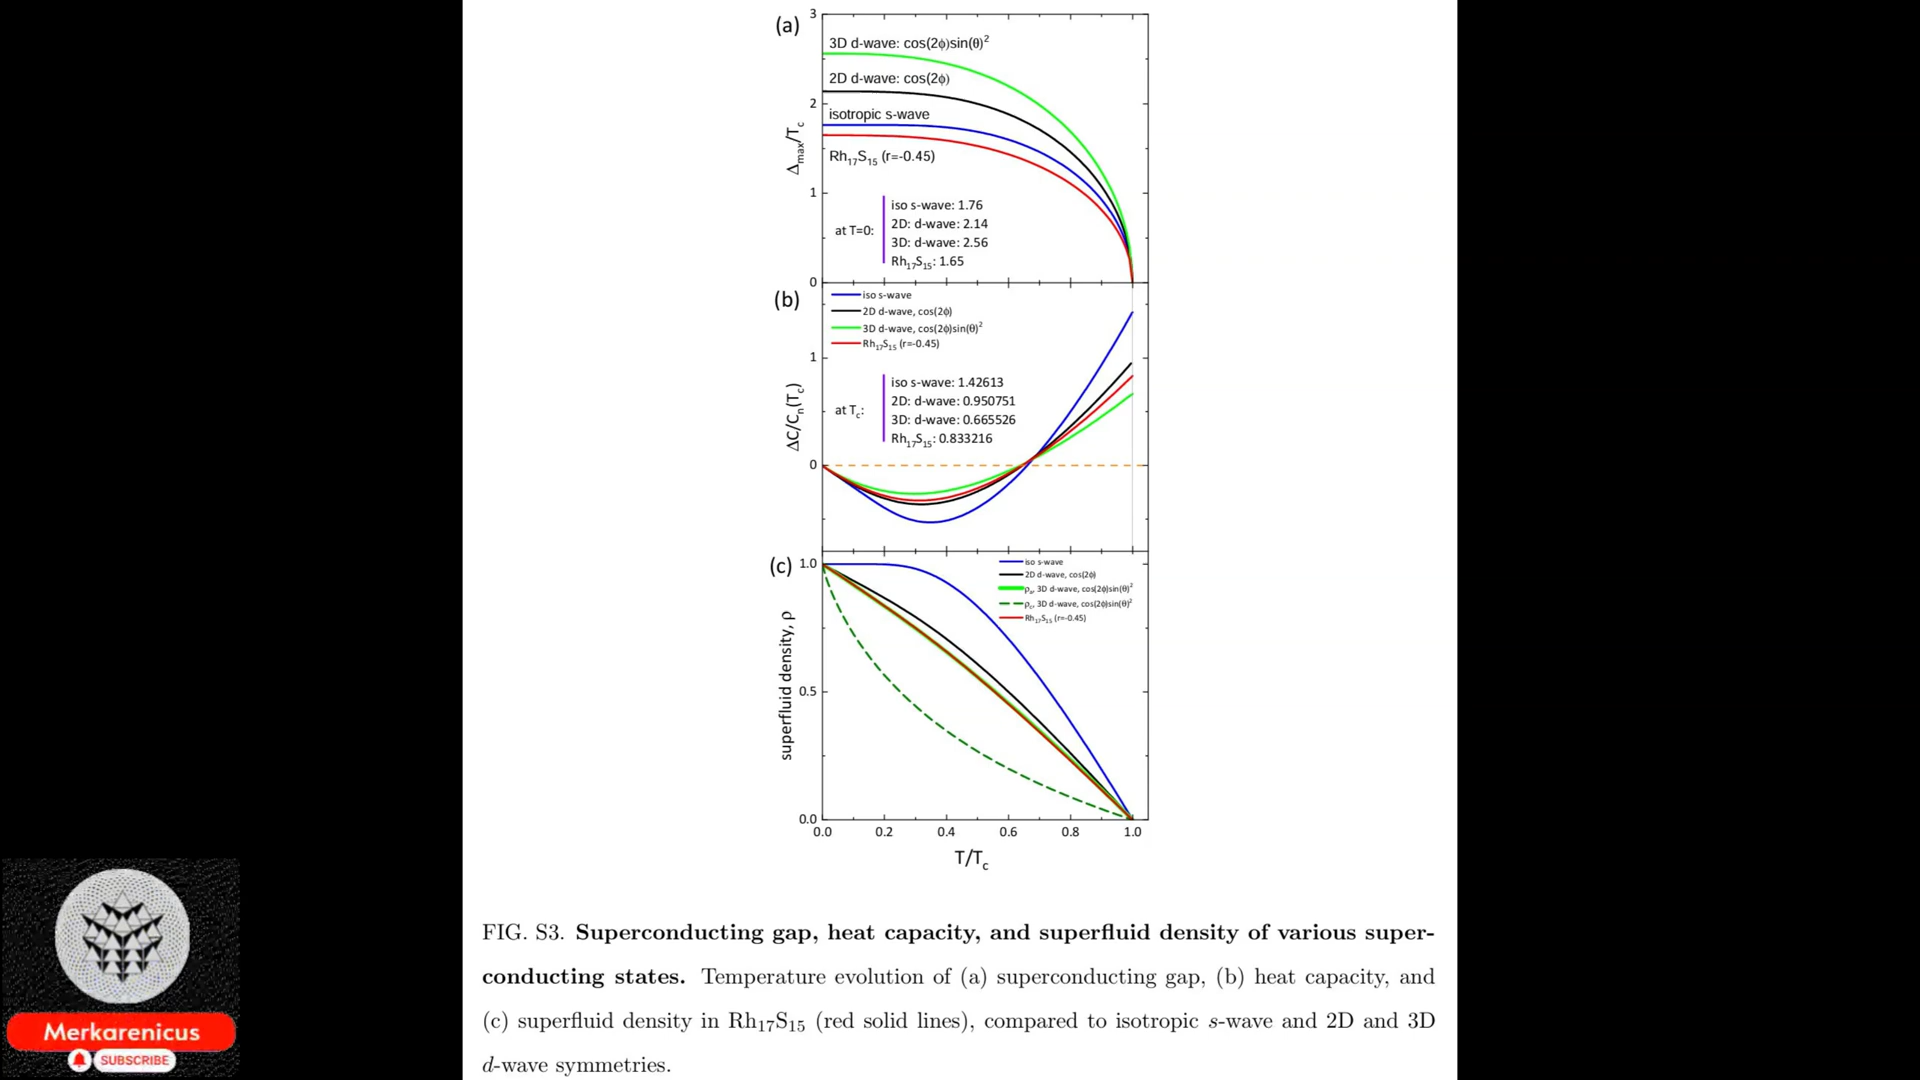 (a)
3
3D d-wave: cos(2ϕ)sin(θ)²
2D d-wave: cos(2ϕ)
2
isotropic s-wave
Rh₁₇S₁₅ (r=-0.45)
Δmax/Tc
1
at T=0:
iso s-wave: 1.76
2D: d-wave: 2.14
3D: d-wave: 2.56
Rh₁₇S₁₅: 1.65
0
(b)
iso s-wave
2D d-wave, cos(2ϕ)
3D d-wave, cos(2ϕ)sin(θ)²
Rh₁₇S₁₅ (r=-0.45)
1
ΔC/Cn(Tc)
at Tc:
iso s-wave: 1.42613
2D: d-wave: 0.950751
3D: d-wave: 0.665526
Rh₁₇S₁₅: 0.833216
0
(c)
1.0
iso s-wave
2D d-wave, cos(2ϕ)
ρₐ, 3D d-wave, cos(2ϕ)sin(θ)²
ρc, 3D d-wave, cos(2ϕ)sin(θ)²
Rh₁₇S₁₅ (r=-0.45)
superfluid density, ρ
0.5
0.0
0.0 0.2 0.4 0.6 0.8 1.0
T/Tc
FIG. S3. Superconducting gap, heat capacity, and superfluid density of various super-
conducting states. Temperature evolution of (a) superconducting gap, (b) heat capacity, and
(c) superfluid density in Rh₁₇S₁₅ (red solid lines), compared to isotropic s-wave and 2D and 3D
d-wave symmetries.
Merkarenicus
SUBSCRIBE